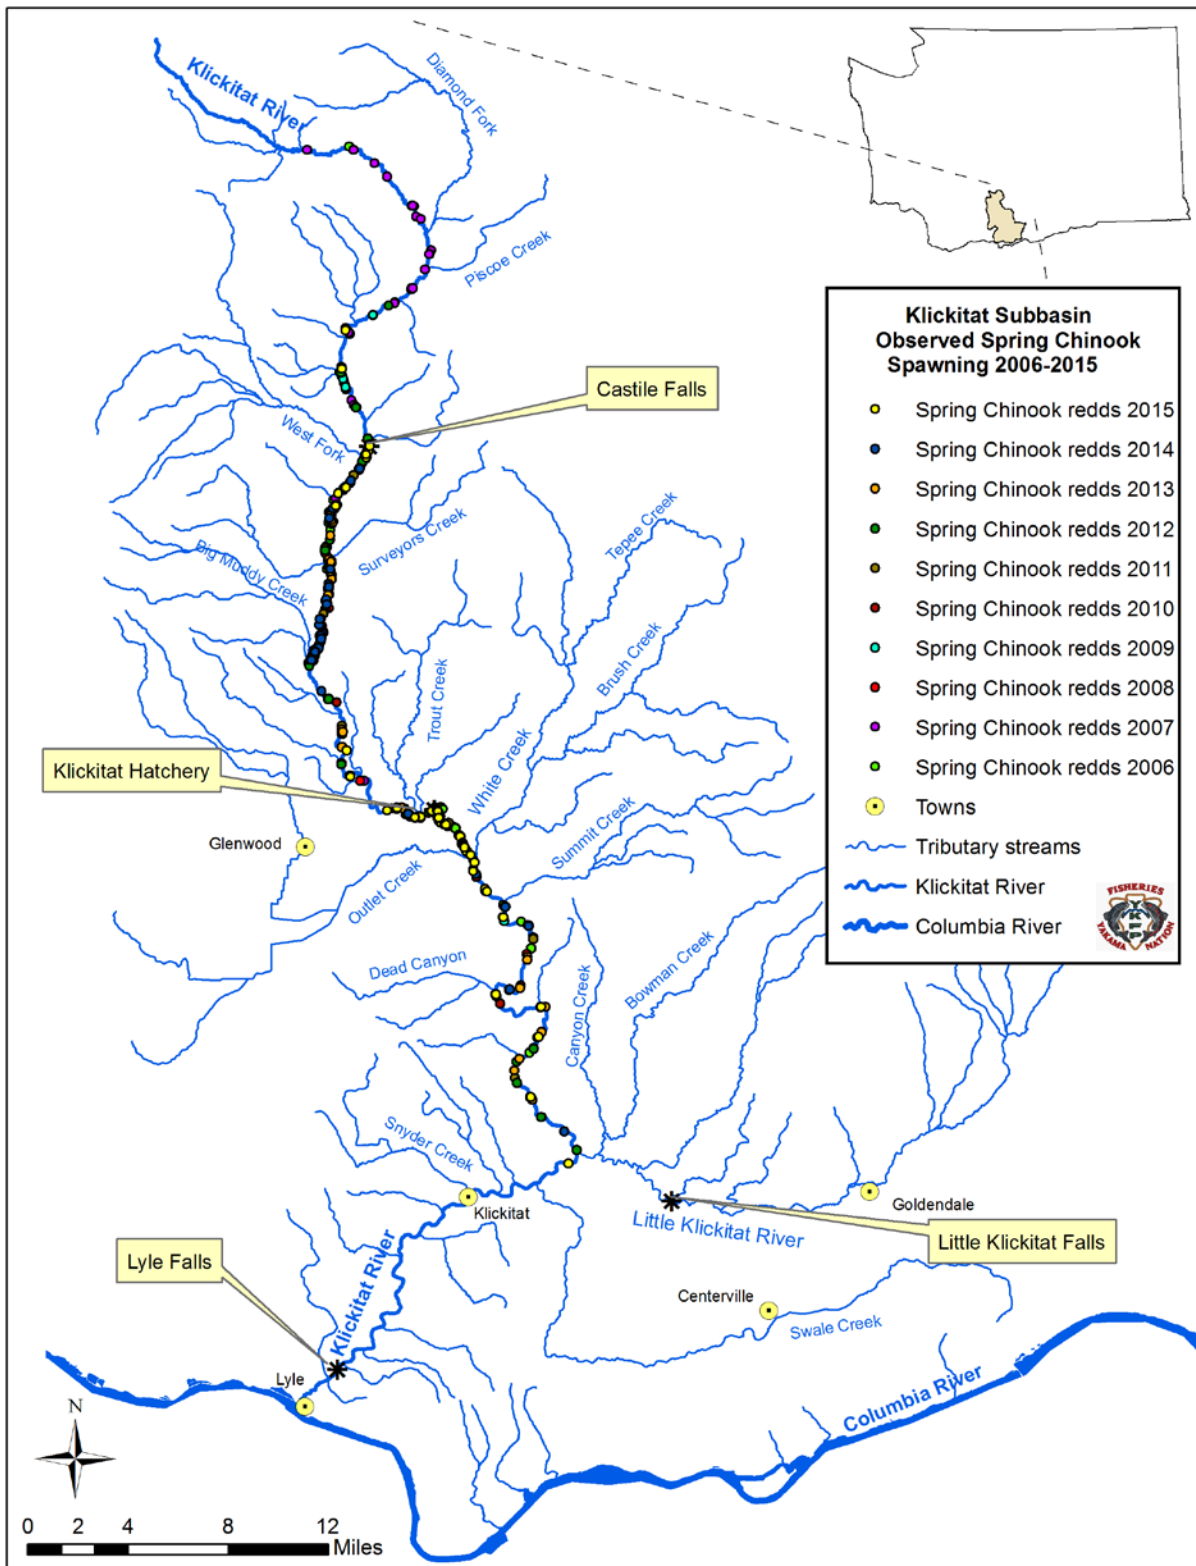 Klickitat River
Diamond Fork
Piscoe Creek
Castile Falls
West Fork
Surveyors Creek
Big Muddy Creek
Tepee Creek
Brush Creek
Trout Creek
White Creek
Klickitat Hatchery
Glenwood
Summit Creek
Outlet Creek
Dead Canyon
Canyon Creek
Bowman Creek
Snyder Creek
Klickitat
Goldendale
Little Klickitat River
Little Klickitat Falls
Lyle Falls
Klickitat River
Centerville
Swale Creek
Lyle
Columbia River
N
0 2 4 8 12
Miles
Klickitat Subbasin
Observed Spring Chinook
Spawning 2006-2015
Spring Chinook redds 2015
Spring Chinook redds 2014
Spring Chinook redds 2013
Spring Chinook redds 2012
Spring Chinook redds 2011
Spring Chinook redds 2010
Spring Chinook redds 2009
Spring Chinook redds 2008
Spring Chinook redds 2007
Spring Chinook redds 2006
Towns
Tributary streams
Klickitat River
Columbia River
FISHERIES
YKFP
YAKAMA NATION